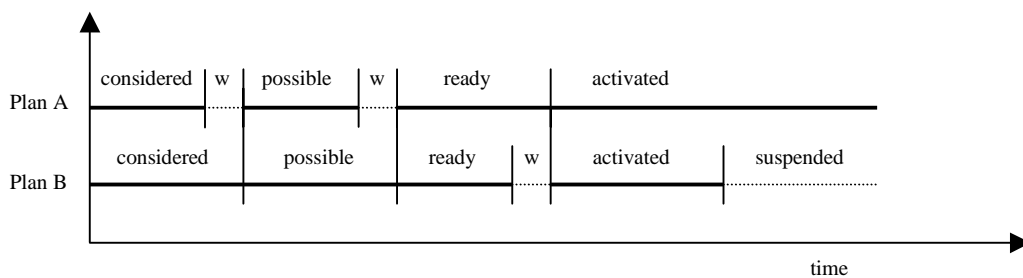 considered w possible w ready activated
Plan A
considered possible ready w activated suspended
Plan B
time